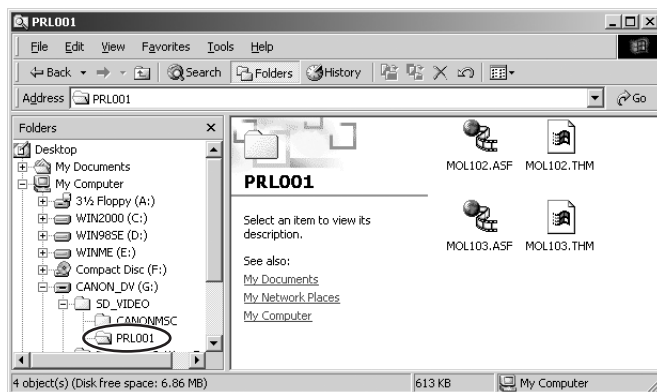 PRL001
File Edit View Favorites Tools Help
Back Search Folders History
Address PRL001 Go
Folders
Desktop
My Documents
My Computer
3½ Floppy (A:)
WIN2000 (C:)
WIN98SE (D:)
WINME (E:)
Compact Disc (F:)
CANON_DV (G:)
SD_VIDEO
CANONMSC
PRL001
PRL001
Select an item to view its
description.
See also:
My Documents
My Network Places
My Computer
MOL102.ASF MOL102.THM
MOL103.ASF MOL103.THM
4 object(s) (Disk free space: 6.86 MB) 613 KB My Computer